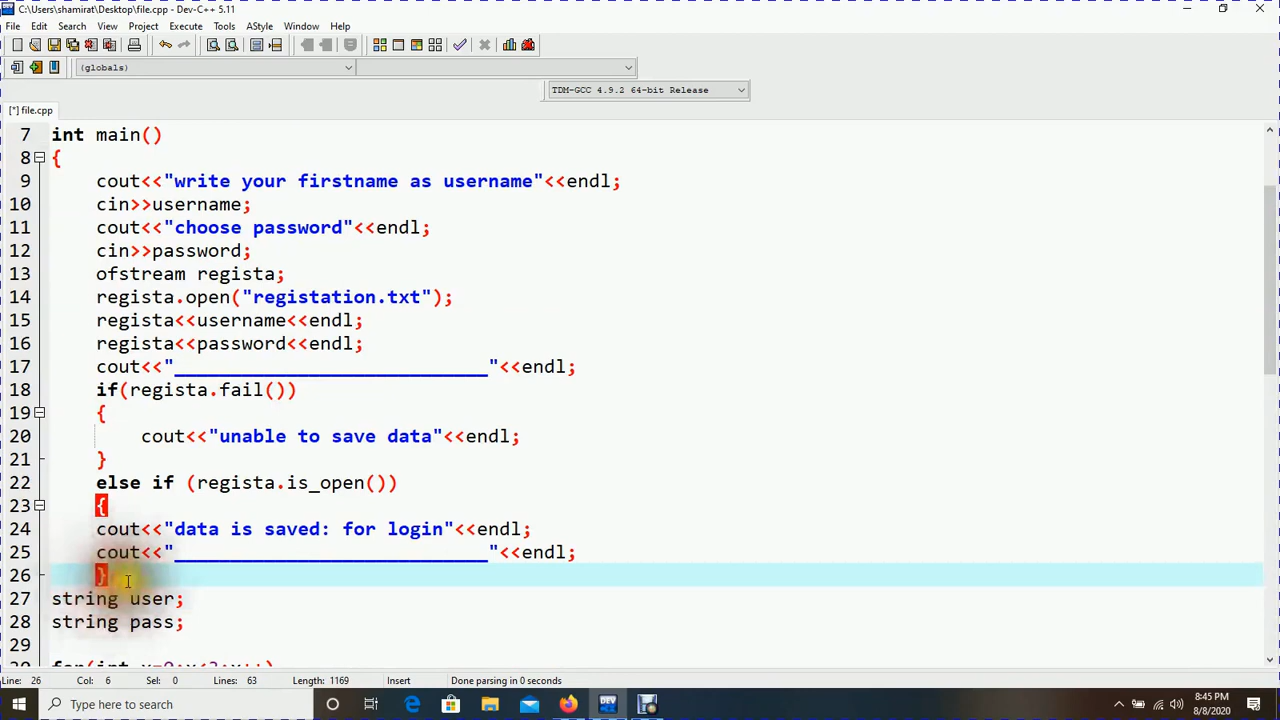 C:\Users\shamirat\Desktop\file.cpp - Dev-C++ 5.11
File Edit Search View Project Execute Tools AStyle Window Help
(globals)
TDM-GCC 4.9.2 64-bit Release
[*] file.cpp
7 int main()
8 {
9 cout<<"write your firstname as username"<<endl;
10 cin>>username;
11 cout<<"choose password"<<endl;
12 cin>>password;
13 ofstream regista;
14 regista.open("registation.txt");
15 regista<<username<<endl;
16 regista<<password<<endl;
17 cout<<"____________________________"<<endl;
18 if(regista.fail())
19 {
20 cout<<"unable to save data"<<endl;
21 }
22 else if (regista.is_open())
23 {
24 cout<<"data is saved: for login"<<endl;
25 cout<<"____________________________"<<endl;
26 }
27 string user;
28 string pass;
29
Line: 26 Col: 6 Sel: 0 Lines: 63 Length: 1169 Insert Done parsing in 0 seconds
Type here to search
DEV
8:45 PM
8/8/2020